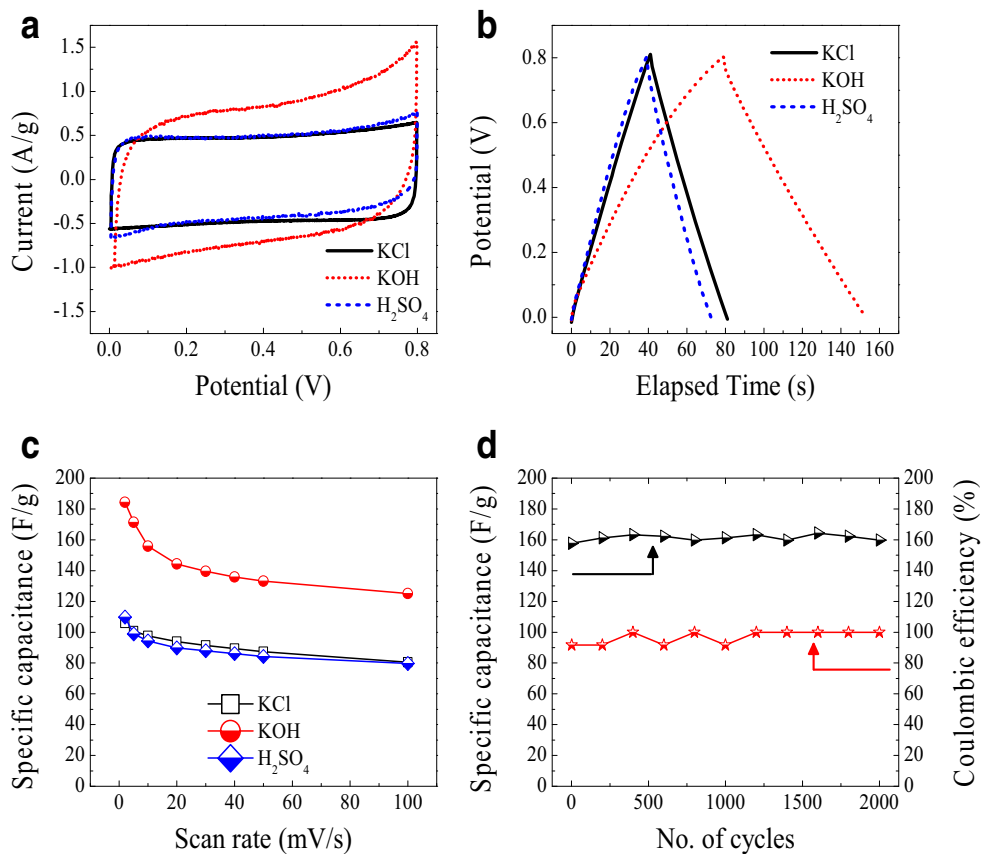 a
1.5
1.0
0.5
0.0
-0.5
-1.0
-1.5
Current (A/g)
KCl
KOH
H₂SO₄
0.0 0.2 0.4 0.6 0.8
Potential (V)
b
0.8
0.6
0.4
0.2
0.0
Potential (V)
KCl
KOH
H₂SO₄
0 20 40 60 80 100 120 140 160
Elapsed Time (s)
c
200
180
160
140
120
100
80
60
40
20
0
Specific capacitance (F/g)
KCl
KOH
H₂SO₄
0 20 40 60 80 100
Scan rate (mV/s)
d
200
180
160
140
120
100
80
60
40
20
0
Specific capacitance (F/g)
200
180
160
140
120
100
80
60
40
20
0
Coulombic efficiency (%)
0 500 1000 1500 2000
No. of cycles